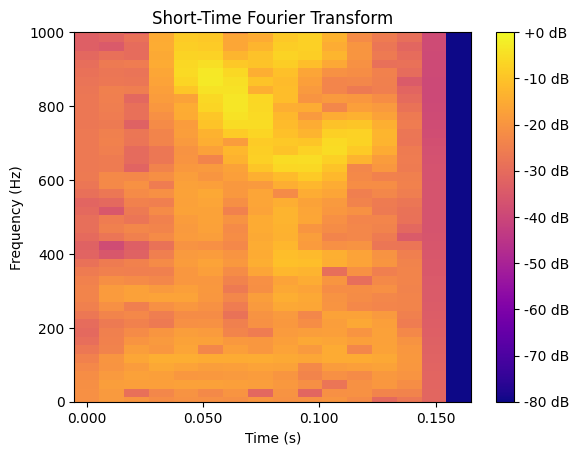 Short-Time Fourier Transform
1000
800
600
400
200
0
Frequency (Hz)
0.000
0.050
0.100
0.150
Time (s)
+0 dB
-10 dB
-20 dB
-30 dB
-40 dB
-50 dB
-60 dB
-70 dB
-80 dB